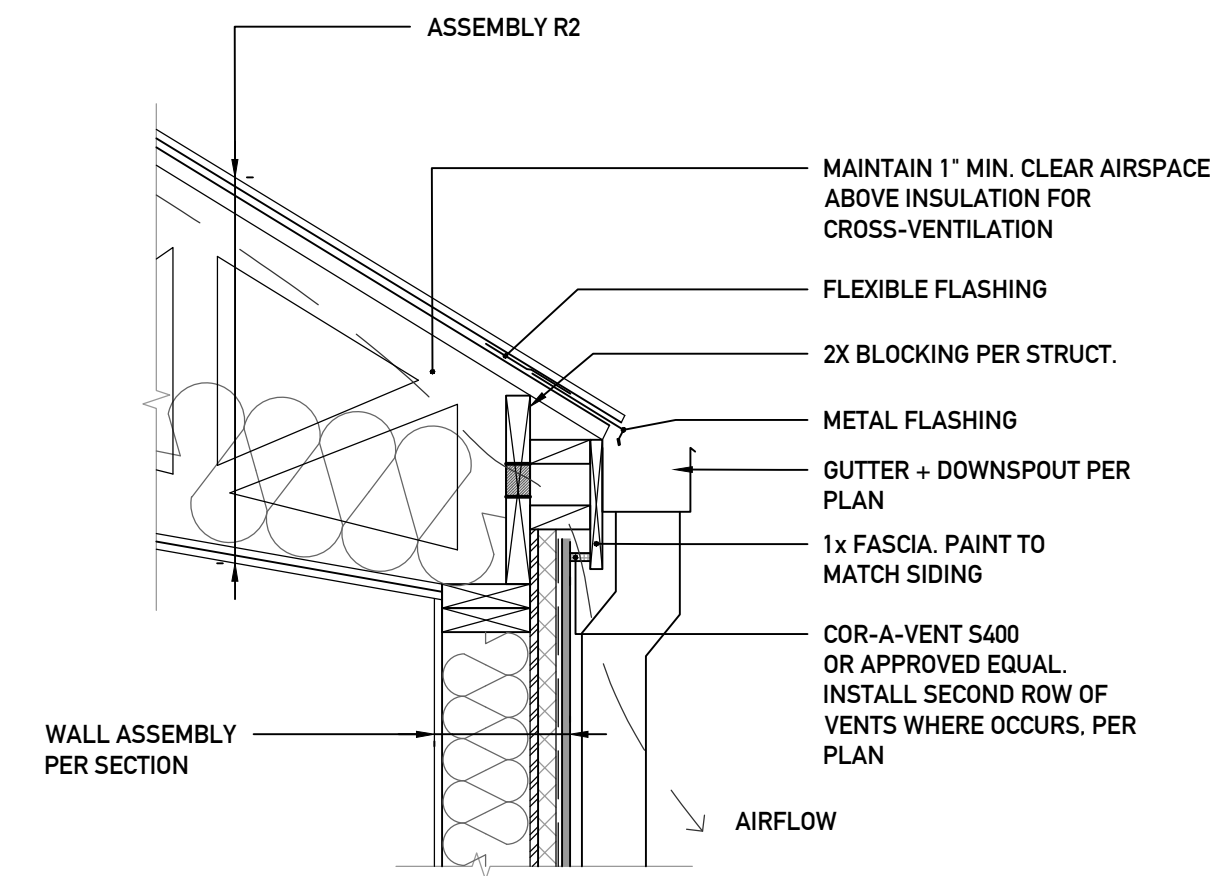 ASSEMBLY R2
MAINTAIN 1" MIN. CLEAR AIRSPACE
ABOVE INSULATION FOR
CROSS-VENTILATION
FLEXIBLE FLASHING
2X BLOCKING PER STRUCT.
METAL FLASHING
GUTTER + DOWNSPOUT PER
PLAN
1x FASCIA. PAINT TO
MATCH SIDING
COR-A-VENT S400
OR APPROVED EQUAL.
INSTALL SECOND ROW OF
VENTS WHERE OCCURS, PER
PLAN
WALL ASSEMBLY
PER SECTION
AIRFLOW